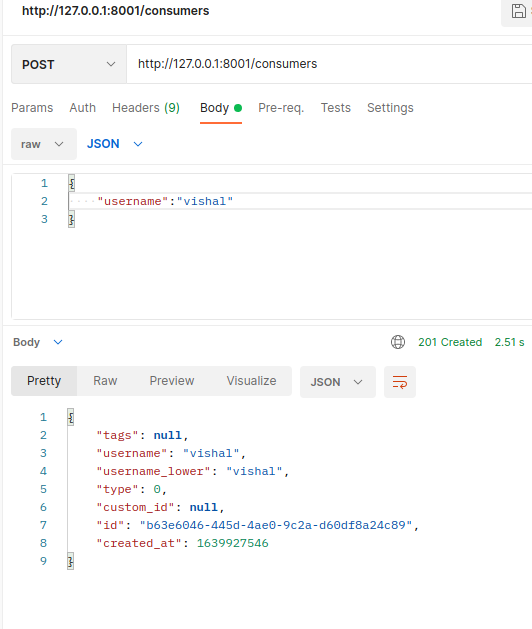 http://127.0.0.1:8001/consumers
POST http://127.0.0.1:8001/consumers
Params Auth Headers (9) Body Pre-req. Tests Settings
raw JSON
1 {
2 "username":"vishal"
3 }
Body 201 Created 2.51 s
Pretty Raw Preview Visualize JSON
1 {
2 "tags": null,
3 "username": "vishal",
4 "username_lower": "vishal",
5 "type": 0,
6 "custom_id": null,
7 "id": "b63e6046-445d-4ae0-9c2a-d60df8a24c89",
8 "created_at": 1639927546
9 }